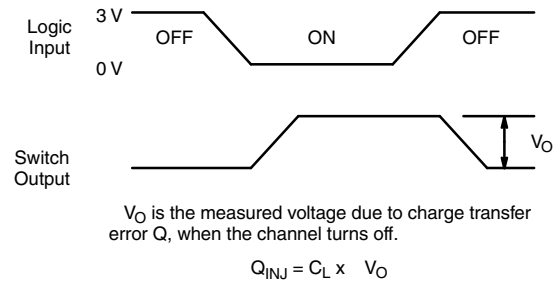 Logic
Input
3 V
OFF
ON
OFF
0 V
Switch
Output
VO
VO is the measured voltage due to charge transfer
error Q, when the channel turns off.
QINJ = CL x VO